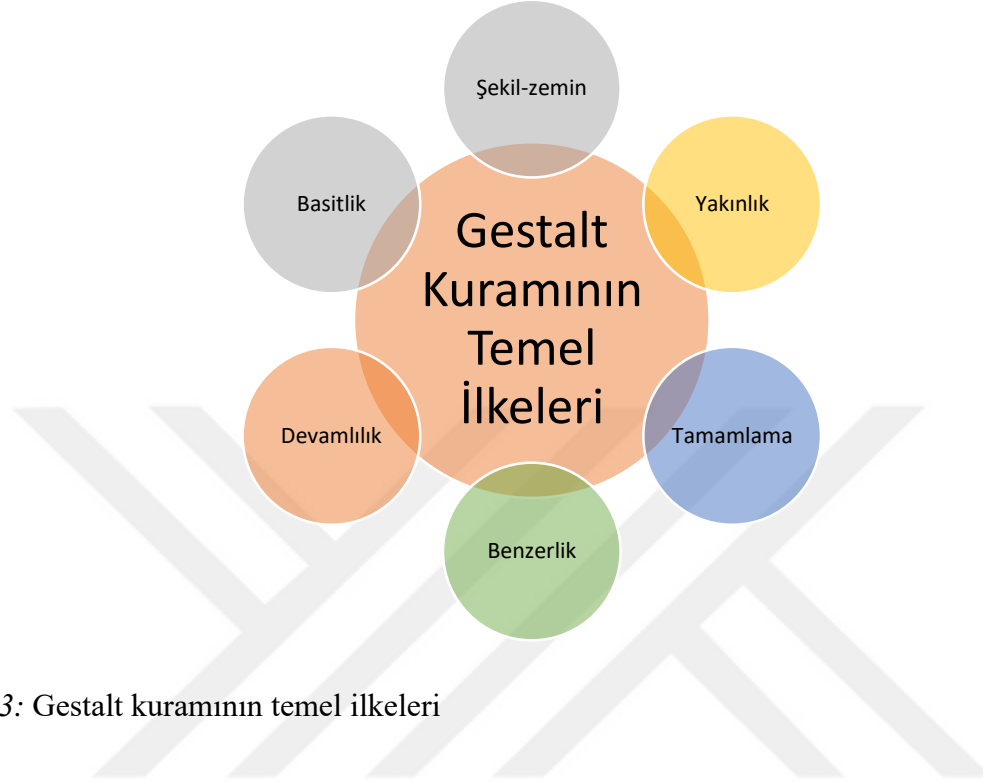 Şekil-zemin
Basitlik
Yakınlık
Gestalt
Kuramının
Temel
İlkeleri
Devamlılık
Tamamlama
Benzerlik
3: Gestalt kuramının temel ilkeleri